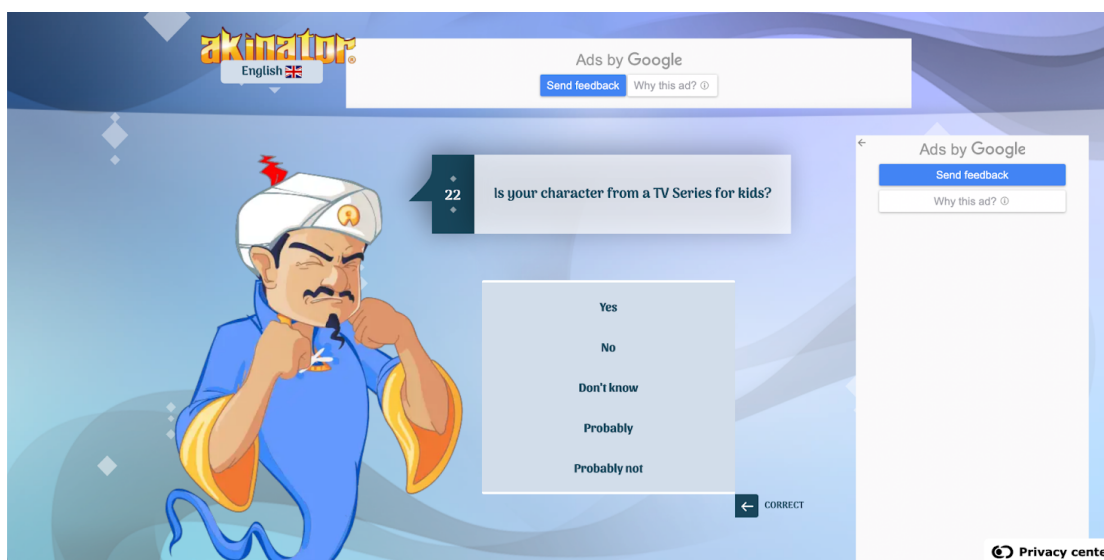 akinator®
English
Ads by Google
Send feedback
Why this ad?
22
Is your character from a TV Series for kids?
Yes
No
Don't know
Probably
Probably not
CORRECT
Ads by Google
Send feedback
Why this ad?
Privacy cente